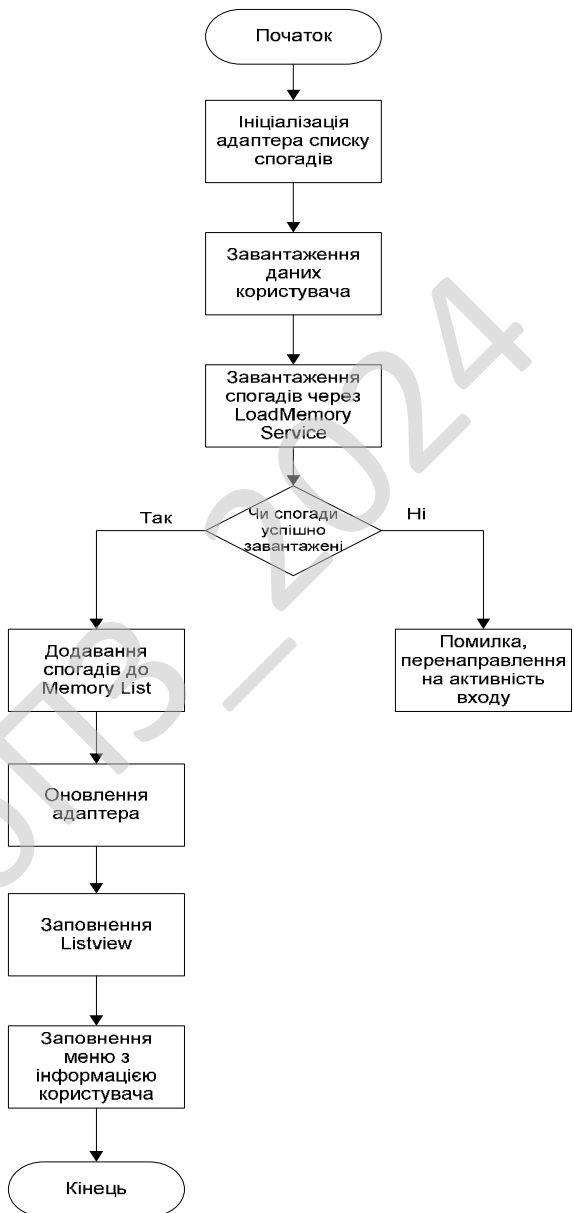 Початок
Ініціалізація
адаптера списку
спогадів
Завантаження
даних
користувача
Завантаження
спогадів через
LoadMemory
Service
Чи спогади
успішно
завантажені
Так
Ні
Додавання
спогадів до
Memory List
Помилка,
перенаправлення
на активність
входу
Оновлення
адаптера
Заповнення
Listview
Заповнення
меню з
інформацією
користувача
Кінець
ПЗ_2024